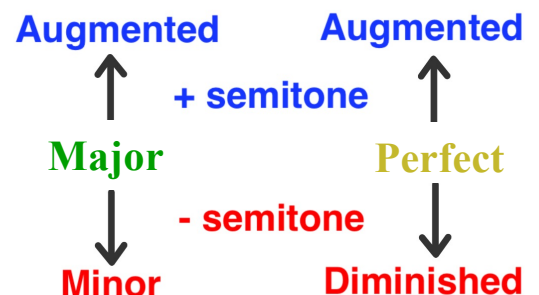 Augmented Augmented
+ semitone
Major Perfect
- semitone
Minor Diminished